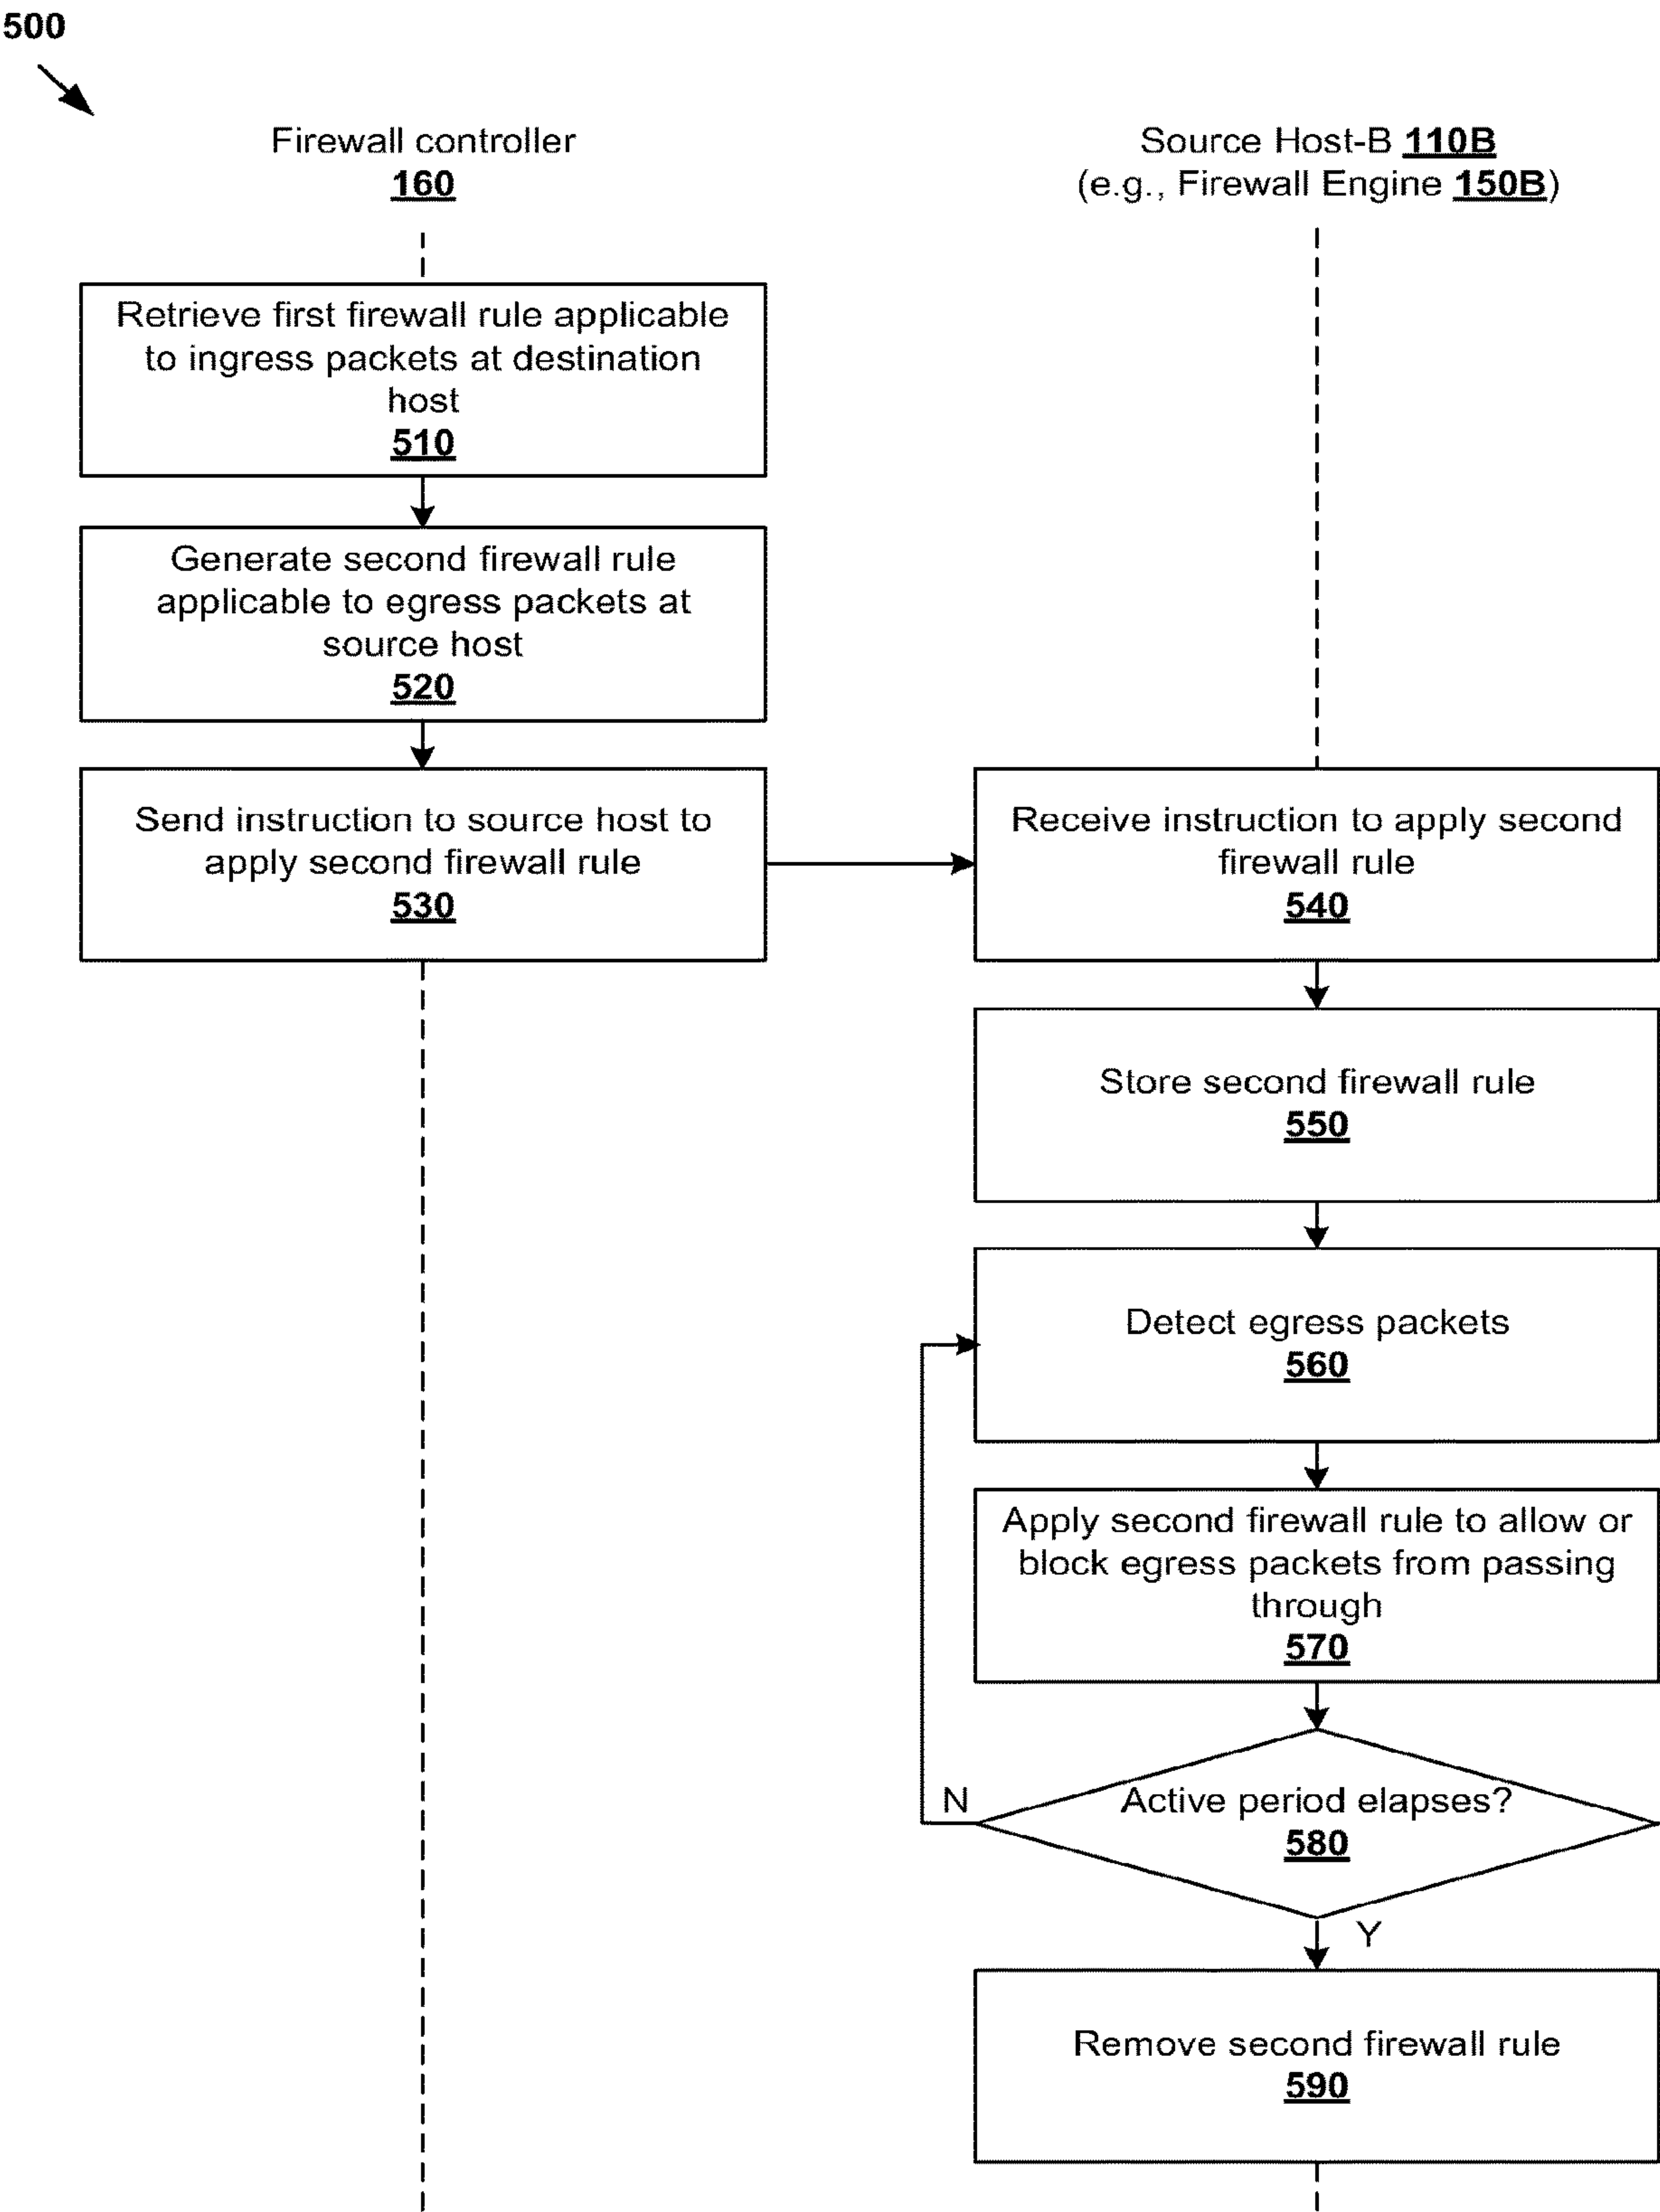 500
Firewall controller
160
Source Host-B 110B
(e.g., Firewall Engine 150B)
Retrieve first firewall rule applicable
to ingress packets at destination
host
510
Generate second firewall rule
applicable to egress packets at
source host
520
Send instruction to source host to
apply second firewall rule
530
Receive instruction to apply second
firewall rule
540
Store second firewall rule
550
Detect egress packets
560
Apply second firewall rule to allow or
block egress packets from passing
through
570
N
Active period elapses?
580
Y
Remove second firewall rule
590